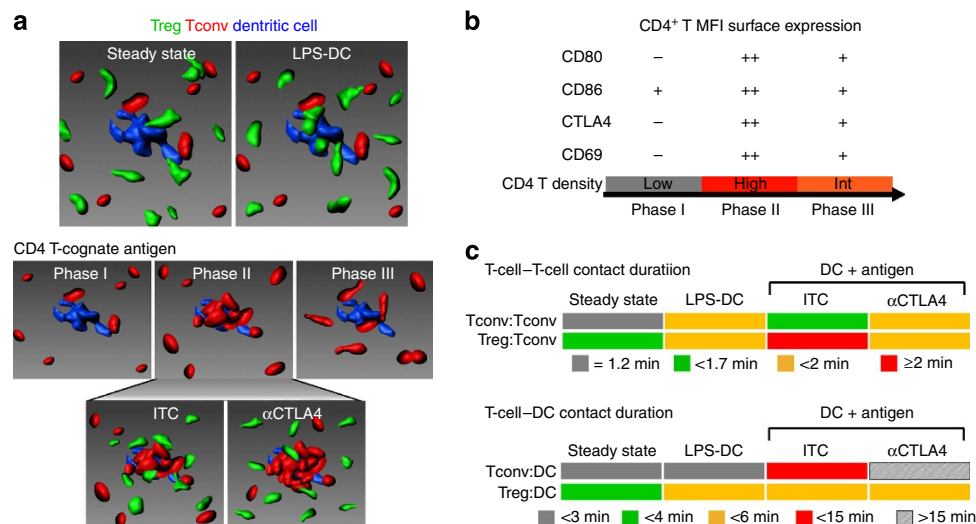 a
Treg Tconv dentritic cell
Steady state
LPS-DC
CD4 T-cognate antigen
Phase I
Phase II
Phase III
ITC
αCTLA4
b
CD4+ T MFI surface expression
CD80 – ++ +
CD86 + ++ +
CTLA4 – ++ +
CD69 – ++ +
CD4 T density Low High Int
Phase I Phase II Phase III
c
T-cell–T-cell contact duratiion
DC + antigen
Steady state LPS-DC ITC αCTLA4
Tconv:Tconv
Treg:Tconv
= 1.2 min <1.7 min <2 min ≥2 min
T-cell–DC contact duration
DC + antigen
Steady state LPS-DC ITC αCTLA4
Tconv:DC
Treg:DC
<3 min <4 min <6 min <15 min >15 min